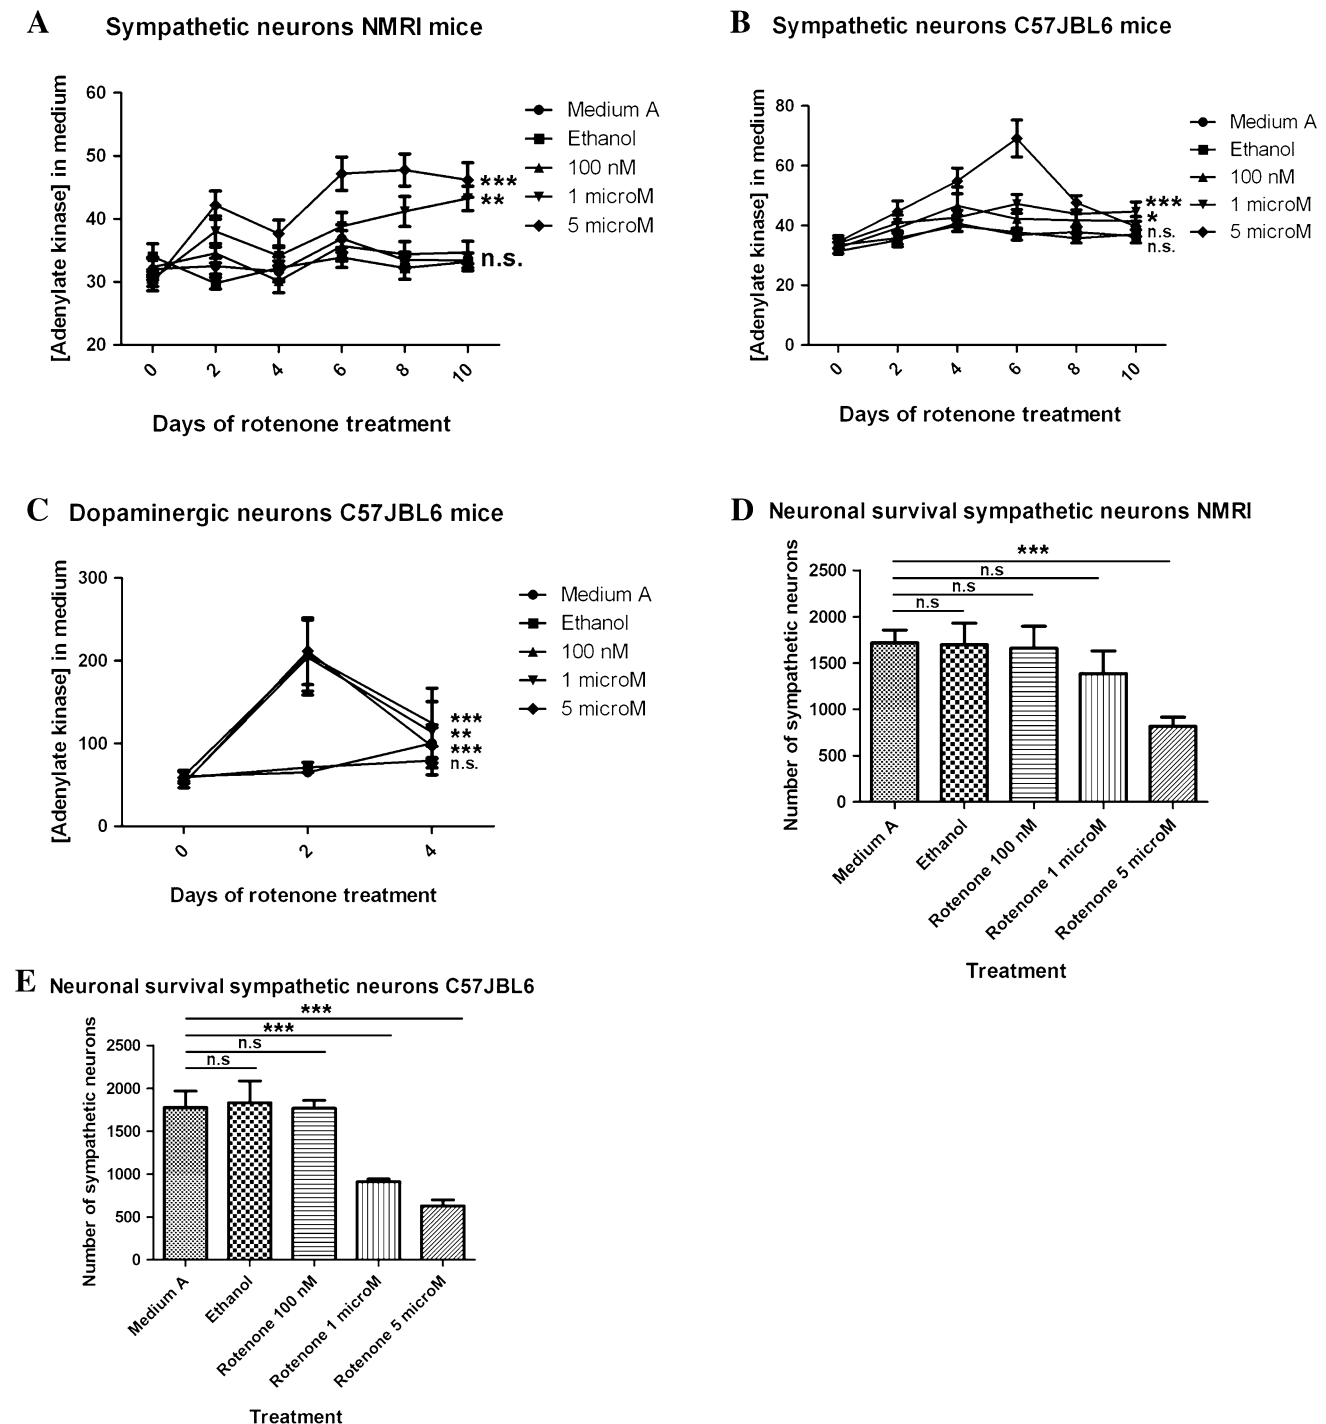 A Sympathetic neurons NMRI mice
[Adenylate kinase] in medium
60
50
40
30
20
0 2 4 6 8 10
Days of rotenone treatment
Medium A
Ethanol
100 nM
1 microM
5 microM
***
**
n.s.
B Sympathetic neurons C57JBL6 mice
[Adenylate kinase] in medium
80
60
40
20
0
0 2 4 6 8 10
Days of rotenone treatment
Medium A
Ethanol
100 nM
1 microM
5 microM
***
*
n.s.
n.s.
C Dopaminergic neurons C57JBL6 mice
[Adenylate kinase] in medium
300
200
100
0
0 2 4
Days of rotenone treatment
Medium A
Ethanol
100 nM
1 microM
5 microM
***
**
***
n.s.
D Neuronal survival sympathetic neurons NMRI
Number of sympathetic neurons
***
n.s
n.s
n.s
2500
2000
1500
1000
500
0
Medium A
Ethanol
Rotenone 100 nM
Rotenone 1 microM
Rotenone 5 microM
Treatment
E Neuronal survival sympathetic neurons C57JBL6
Number of sympathetic neurons
***
***
n.s
n.s
2500
2000
1500
1000
500
0
Medium A
Ethanol
Rotenone 100 nM
Rotenone 1 microM
Rotenone 5 microM
Treatment